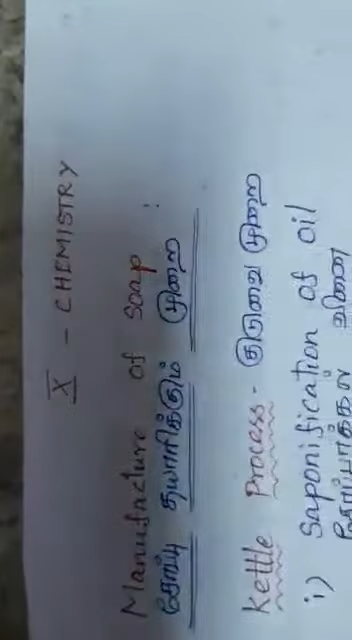 X - CHEMISTRY
Manufacture of Soap :
சோப்பு தயாரிக்கும் முறை
Kettle Process - குடுவை முறை
i) Saponification of oil